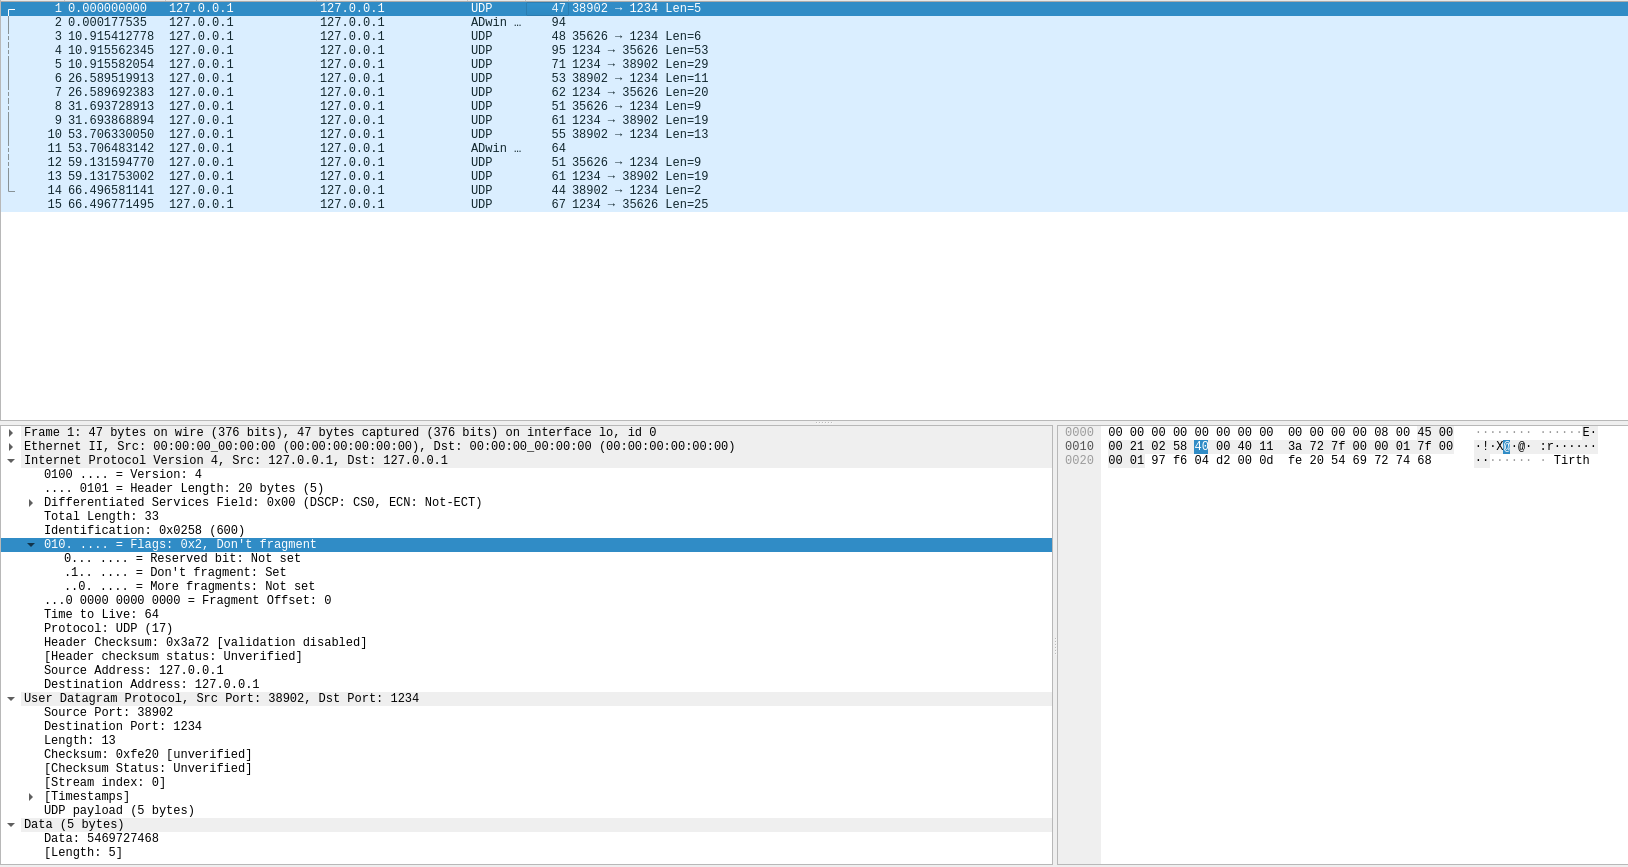 1 0.000000000 127.0.0.1 127.0.0.1 UDP 47 38902 → 1234 Len=5
2 0.000177535 127.0.0.1 127.0.0.1 ADwin … 94
3 10.915412778 127.0.0.1 127.0.0.1 UDP 48 35626 → 1234 Len=6
4 10.915562345 127.0.0.1 127.0.0.1 UDP 95 1234 → 35626 Len=53
5 10.915582054 127.0.0.1 127.0.0.1 UDP 71 1234 → 38902 Len=29
6 26.589519913 127.0.0.1 127.0.0.1 UDP 53 38902 → 1234 Len=11
7 26.589692383 127.0.0.1 127.0.0.1 UDP 62 1234 → 35626 Len=20
8 31.693728913 127.0.0.1 127.0.0.1 UDP 51 35626 → 1234 Len=9
9 31.693868894 127.0.0.1 127.0.0.1 UDP 61 1234 → 38902 Len=19
10 53.706330050 127.0.0.1 127.0.0.1 UDP 55 38902 → 1234 Len=13
11 53.706483142 127.0.0.1 127.0.0.1 ADwin … 64
12 59.131594770 127.0.0.1 127.0.0.1 UDP 51 35626 → 1234 Len=9
13 59.131753002 127.0.0.1 127.0.0.1 UDP 61 1234 → 38902 Len=19
14 66.496581141 127.0.0.1 127.0.0.1 UDP 44 38902 → 1234 Len=2
15 66.496771495 127.0.0.1 127.0.0.1 UDP 67 1234 → 35626 Len=25
Frame 1: 47 bytes on wire (376 bits), 47 bytes captured (376 bits) on interface lo, id 0
Ethernet II, Src: 00:00:00_00:00:00 (00:00:00:00:00:00), Dst: 00:00:00_00:00:00 (00:00:00:00:00:00)
Internet Protocol Version 4, Src: 127.0.0.1, Dst: 127.0.0.1
0100 .... = Version: 4
.... 0101 = Header Length: 20 bytes (5)
Differentiated Services Field: 0x00 (DSCP: CS0, ECN: Not-ECT)
Total Length: 33
Identification: 0x0258 (600)
010. .... = Flags: 0x2, Don't fragment
0... .... = Reserved bit: Not set
.1.. .... = Don't fragment: Set
..0. .... = More fragments: Not set
...0 0000 0000 0000 = Fragment Offset: 0
Time to Live: 64
Protocol: UDP (17)
Header Checksum: 0x3a72 [validation disabled]
[Header checksum status: Unverified]
Source Address: 127.0.0.1
Destination Address: 127.0.0.1
User Datagram Protocol, Src Port: 38902, Dst Port: 1234
Source Port: 38902
Destination Port: 1234
Length: 13
Checksum: 0xfe20 [unverified]
[Checksum Status: Unverified]
[Stream index: 0]
[Timestamps]
UDP payload (5 bytes)
Data (5 bytes)
Data: 5469727468
[Length: 5]
0000 00 00 00 00 00 00 00 00 00 00 00 00 08 00 45 00 ········ ······E·
0010 00 21 02 58 40 00 40 11 3a 72 7f 00 00 01 7f 00 ·!·X@·@· :r······
0020 00 01 97 f6 04 d2 00 0d fe 20 54 69 72 74 68 ········ · Tirth